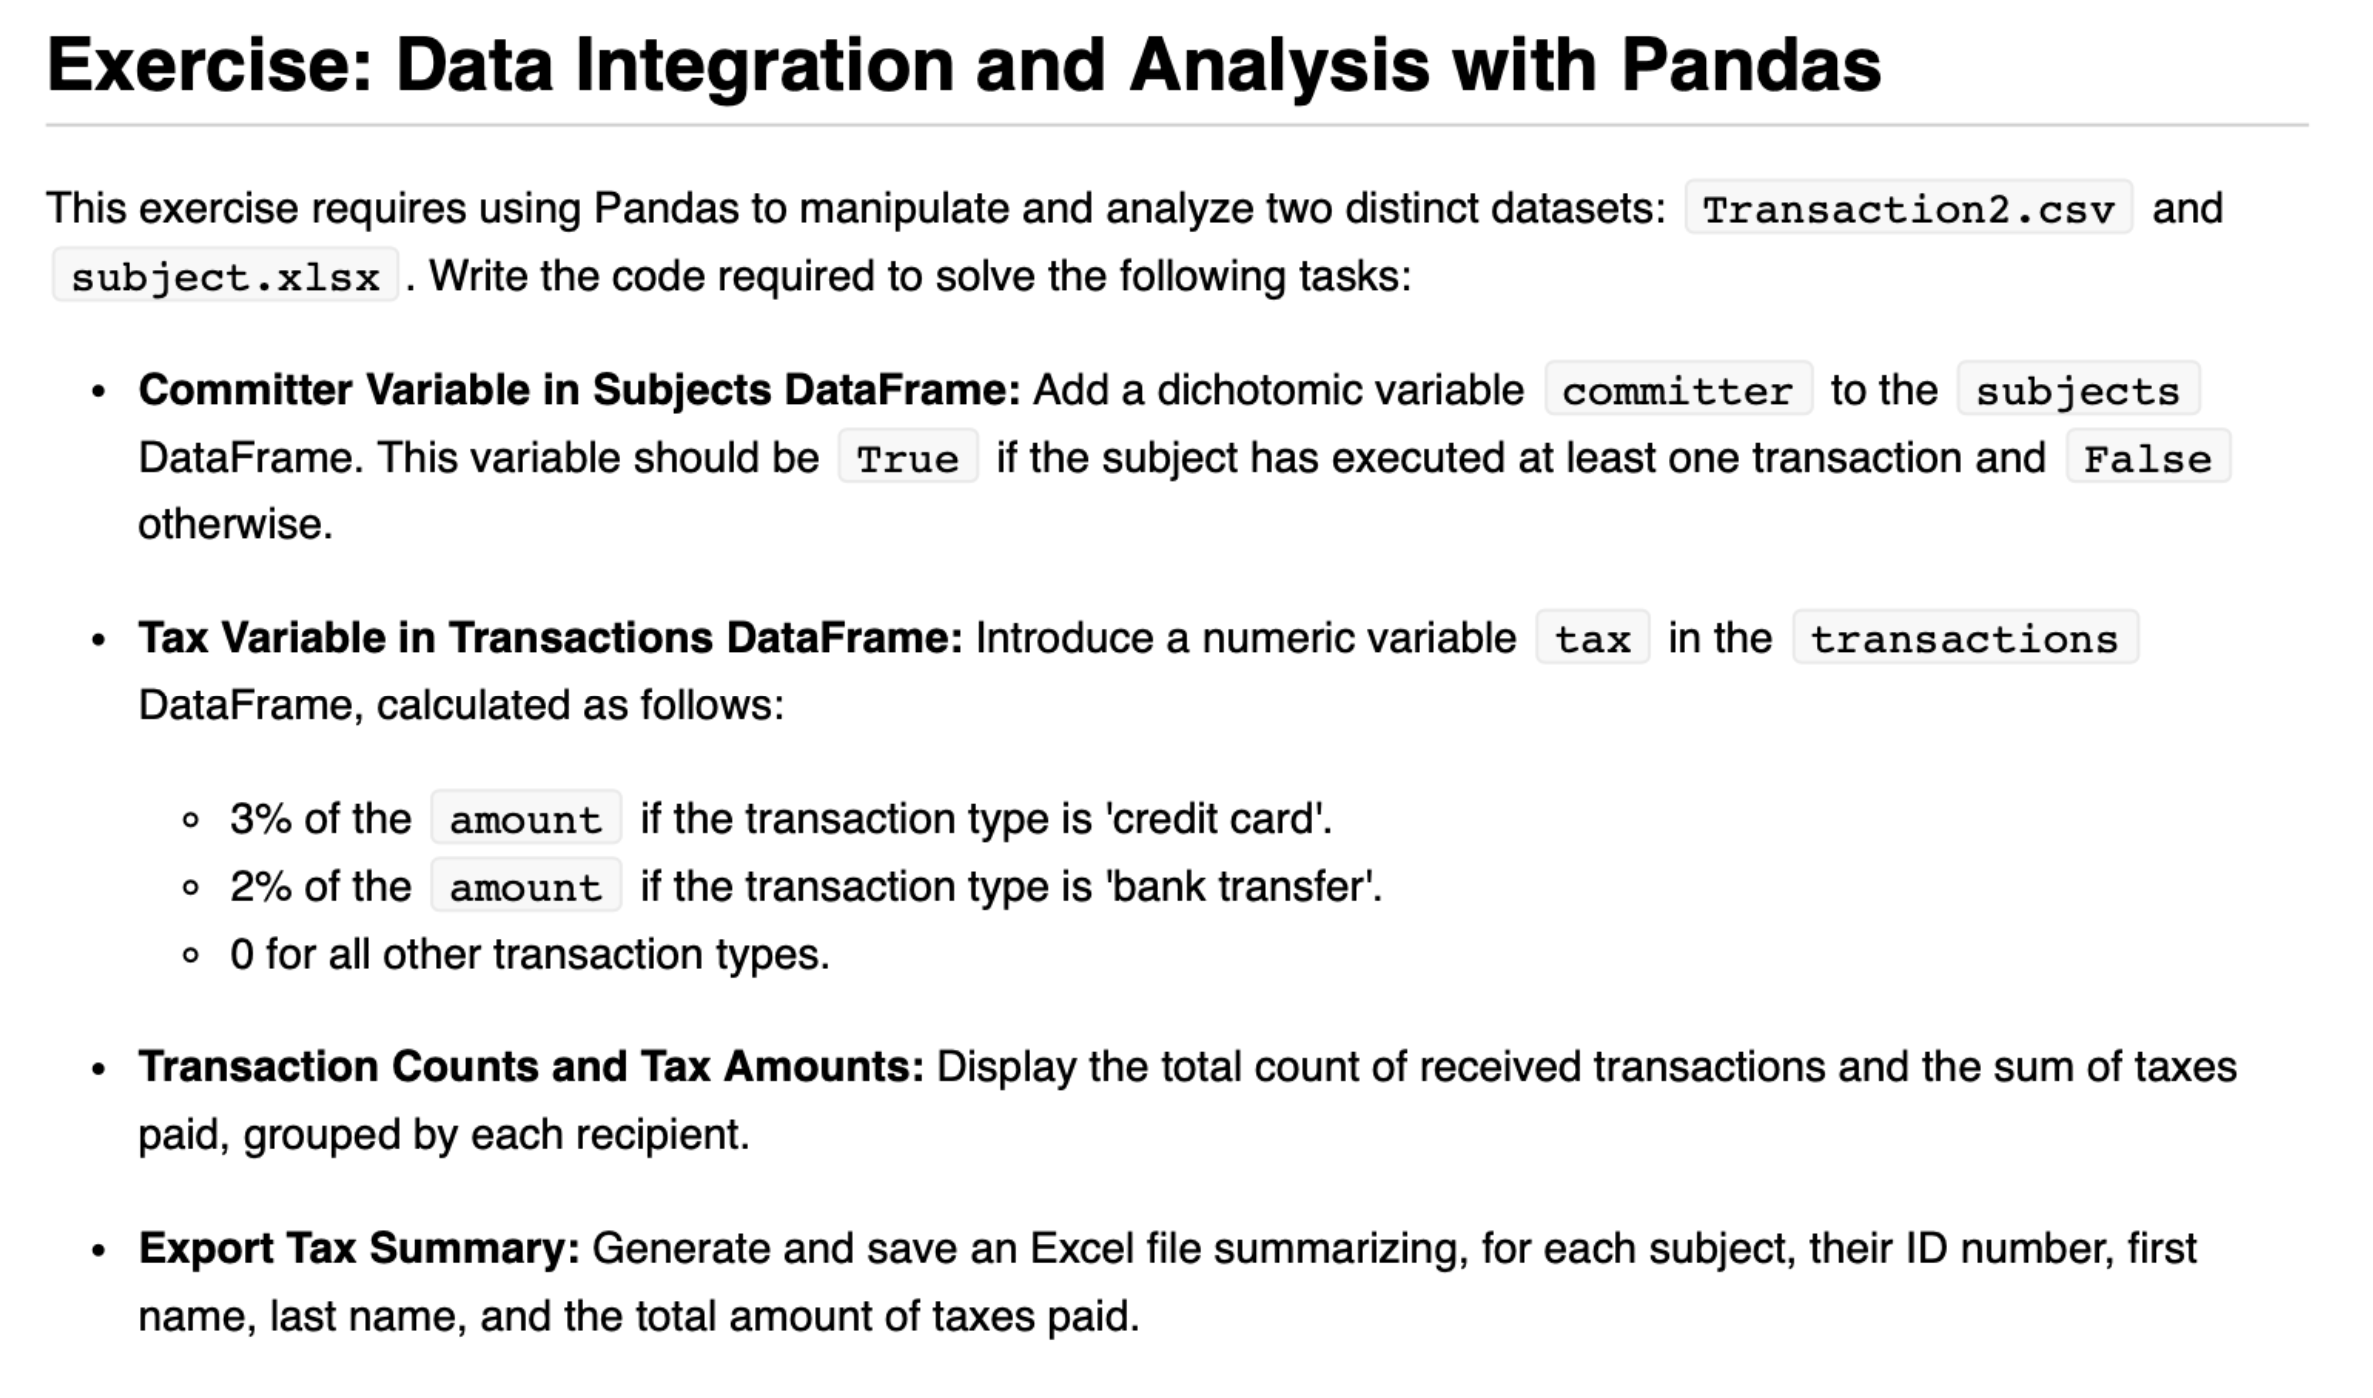 Exercise: Data Integration and Analysis with Pandas
This exercise requires using Pandas to manipulate and analyze two distinct datasets: Transaction2.csv and
subject.xlsx . Write the code required to solve the following tasks:
• Committer Variable in Subjects DataFrame: Add a dichotomic variable committer to the subjects
DataFrame. This variable should be True if the subject has executed at least one transaction and False
otherwise.
• Tax Variable in Transactions DataFrame: Introduce a numeric variable tax in the transactions
DataFrame, calculated as follows:
◦ 3% of the amount if the transaction type is 'credit card'.
◦ 2% of the amount if the transaction type is 'bank transfer'.
◦ 0 for all other transaction types.
• Transaction Counts and Tax Amounts: Display the total count of received transactions and the sum of taxes
paid, grouped by each recipient.
• Export Tax Summary: Generate and save an Excel file summarizing, for each subject, their ID number, first
name, last name, and the total amount of taxes paid.